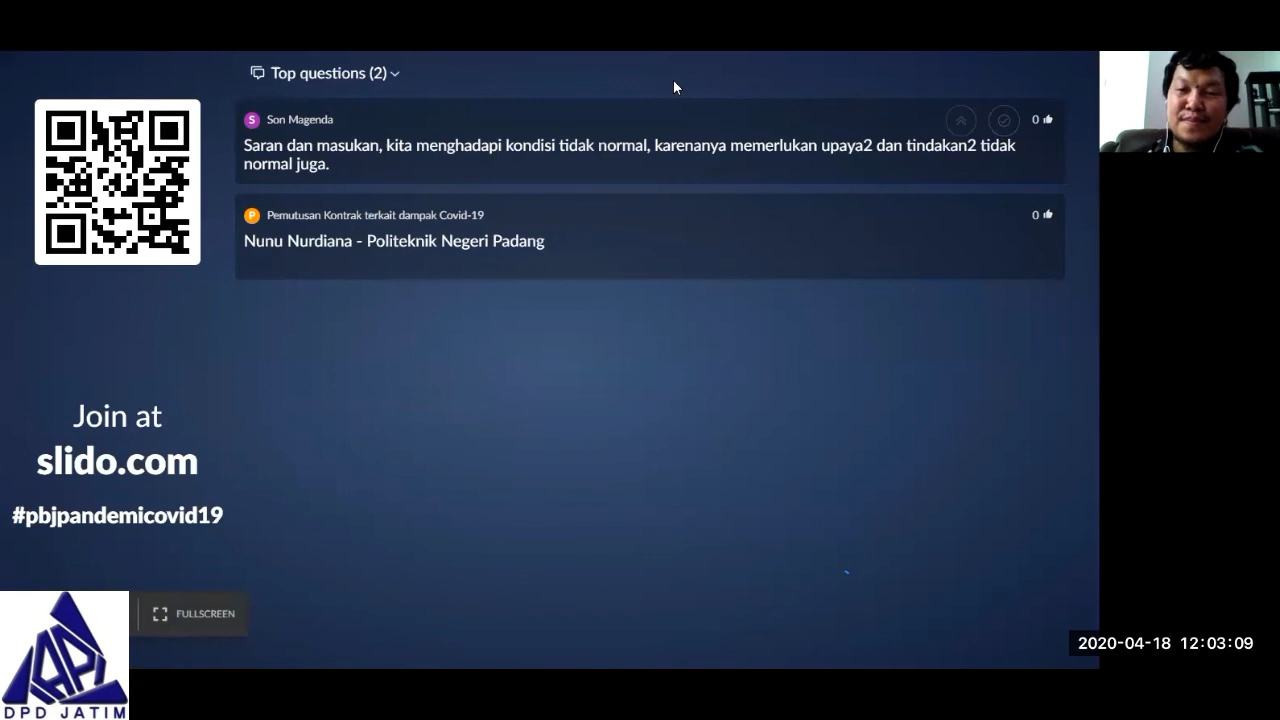 Top questions (2)
S Son Magenda
0
Saran dan masukan, kita menghadapi kondisi tidak normal, karenanya memerlukan upaya2 dan tindakan2 tidak
normal juga.
P Pemutusan Kontrak terkait dampak Covid-19
0
Nunu Nurdiana - Politeknik Negeri Padang
Join at
slido.com
#pbjpandemicovid19
FULLSCREEN
IAPI
DPD JATIM
2020-04-18 12:03:09